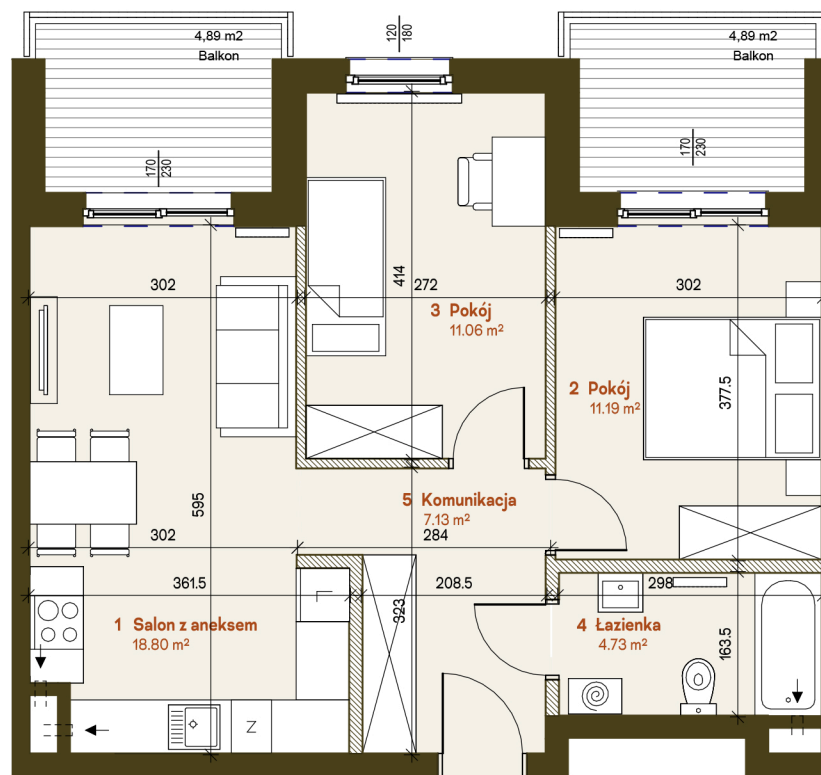 4,89 m2
Balkon
120
180
4,89 m2
Balkon
170
230
170
230
302
414
272
302
3 Pokój
11.06 m²
377.5
2 Pokój
11.19 m²
595
5 Komunikacja
7.13 m²
302
284
361.5
208.5
298
323
1 Salon z aneksem
18.80 m²
4 Łazienka
4.73 m²
163.5
L
Z